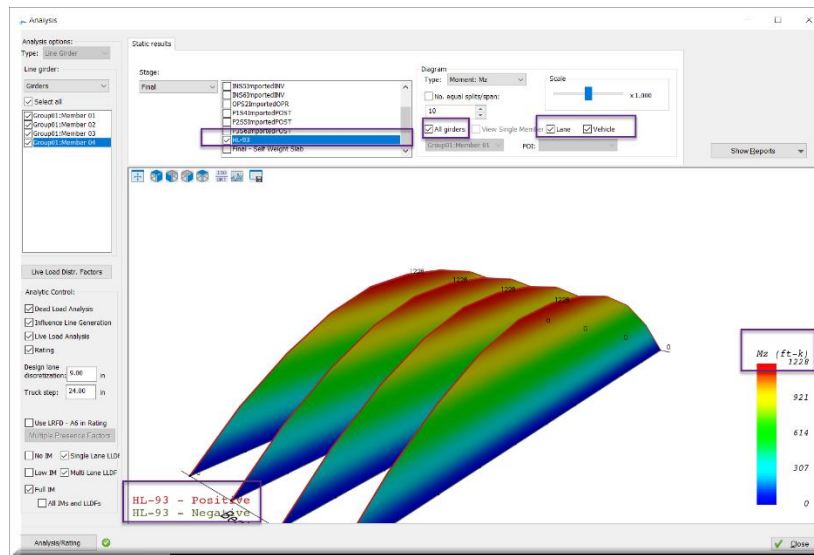 Analysis
Analysis options:
Type: Line Girder
Line girder:
Girders
Select all
Group01:Member 01
Group01:Member 02
Group01:Member 03
Group01:Member 04
Live Load Distr. Factors
Analytic Control:
Dead Load Analysis
Influence Line Generation
Live Load Analysis
Rating
Design lane
discretization: 9.00 in
Truck step: 24.00 in
Use LRFD - A6 in Rating
Multiple Presence Factors
No IM Single Lane LLDF
Low IM Multi Lane LLDF
Full IM
All IMs and LLDFs
Analysis/Rating
Static results
Stage:
Final
HL-93
Final - Self Weight Slab
Diagram
Type: Moment: Mz
No. equal splits/span:
10
All girders View Single Member Lane Vehicle
Group01:Member 01 POI:
Scale
x 1.000
Show Reports
1228
1228
1228
1228
0
0
0
0
HL-93 - Positive
HL-93 - Negative
Mz (ft-k)
1228
921
614
307
0
Close